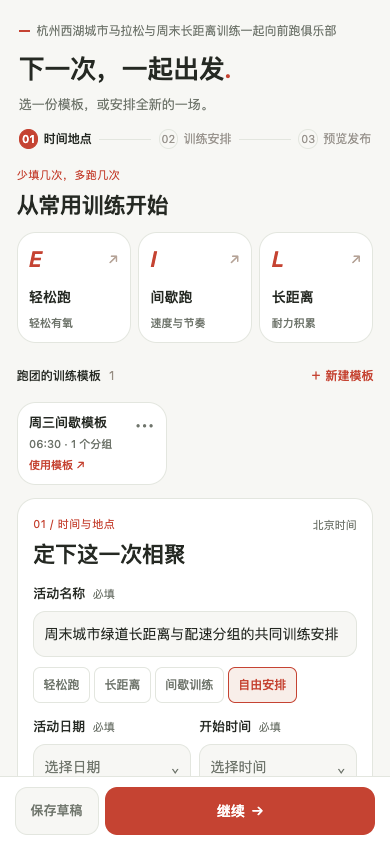 杭州西湖城市马拉松与周末长距离训练一起向前跑俱乐部
下一次，一起出发.
选一份模板，或安排全新的一场。
01 时间地点 02 训练安排 03 预览发布
少填几次，多跑几次
从常用训练开始
E ↗ I ↗ L ↗
轻松跑 间歇跑 长距离
轻松有氧 速度与节奏 耐力积累
跑团的训练模板 1 + 新建模板
周三间歇模板 •••
06:30 · 1 个分组
使用模板 ↗
01 / 时间与地点 北京时间
定下这一次相聚
活动名称 必填
周末城市绿道长距离与配速分组的共同训练安排
轻松跑 长距离 间歇训练 自由安排
活动日期 必填 开始时间 必填
选择日期 选择时间
保存草稿 继续 →